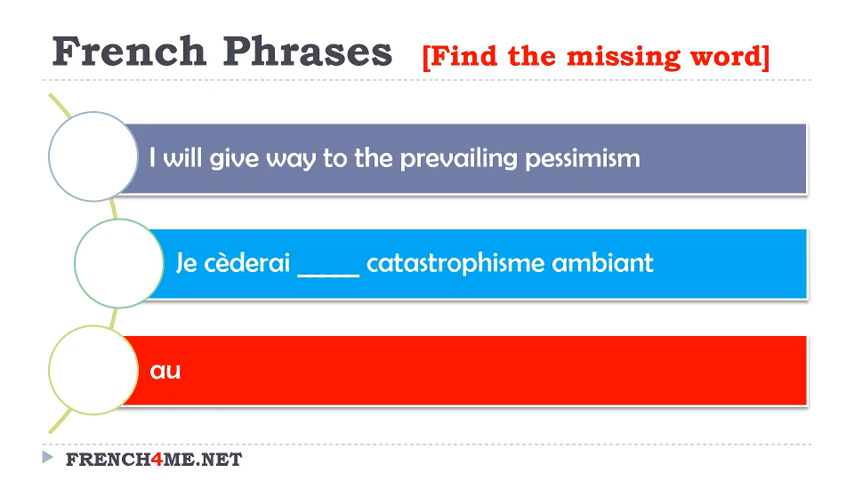 French Phrases [Find the missing word]
I will give way to the prevailing pessimism
Je cèderai _____ catastrophisme ambiant
au
FRENCH4ME.NET